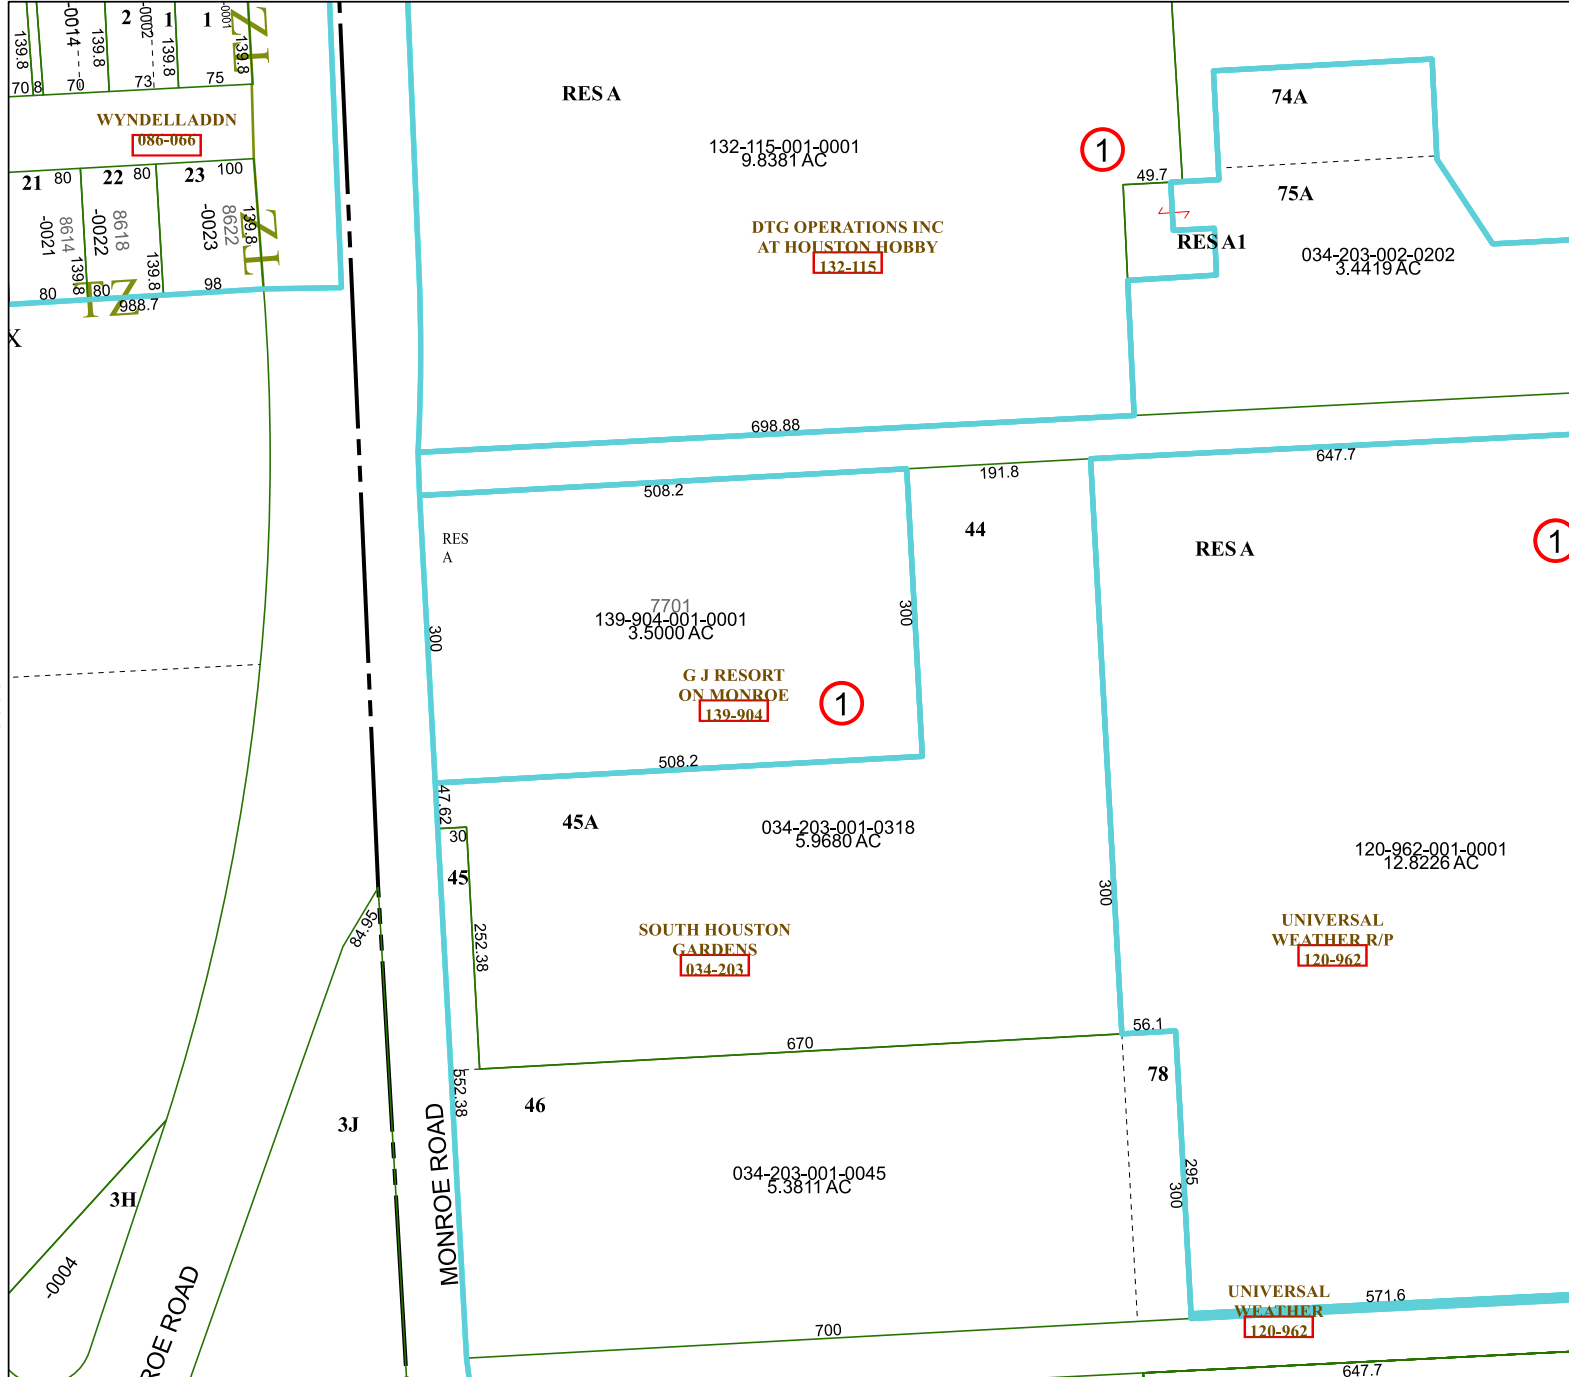 139.8
70
8
-0014
70
139.8
2
-0002
73
1
139.8
1
-0001
75
139.8
ZT
WYNDELLADDN
086-066
21
80
22
80
23
100
8614
-0021
139.8
8618
-0022
139.8
8622
-0023
139.8
TZ
80
80
98
TZ
988.7
X
RES A
132-115-001-0001
9.8381 AC
1
DTG OPERATIONS INC
AT HOUSTON HOBBY
132-115
49.7
74A
75A
RES A1
034-203-002-0202
3.4419 AC
698.88
508.2
191.8
647.7
44
RES
A
RES A
1
300
7701
139-904-001-0001
3.5000 AC
300
G J RESORT
ON MONROE
139-904
1
508.2
47.62
30
45A
034-203-001-0318
5.9680 AC
45
252.38
SOUTH HOUSTON
GARDENS
034-203
120-962-001-0001
12.8226 AC
300
UNIVERSAL
WEATHER R/P
120-962
84.95
56.1
670
552.38
78
46
3J
034-203-001-0045
5.3811 AC
295
300
3H
-0004
MONROE ROAD
ROE ROAD
UNIVERSAL
WEATHER
120-962
571.6
700
647.7